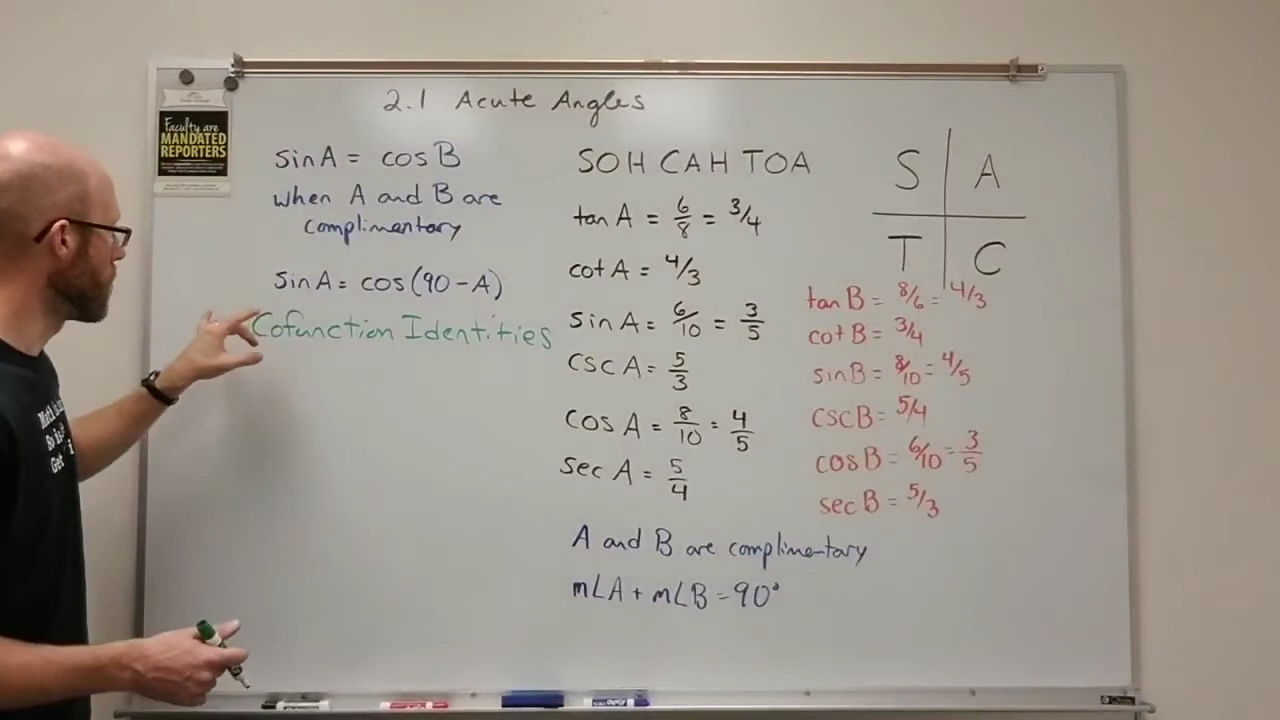 2.1 Acute Angles
Faculty are
MANDATED
REPORTERS
sin A = cos B
when A and B are
complimentary
sin A = cos (90 - A)
Cofunction Identities
SOH CAH TOA
tan A = 6/8 = 3/4
cot A = 4/3
sin A = 6/10 = 3/5
csc A = 5/3
cos A = 8/10 = 4/5
sec A = 5/4
A and B are complimentary
m∠A + m∠B = 90°
S A
T C
tan B = 8/6 = 4/3
cot B = 3/4
sin B = 8/10 = 4/5
csc B = 5/4
cos B = 6/10 = 3/5
sec B = 5/3
Math
Get